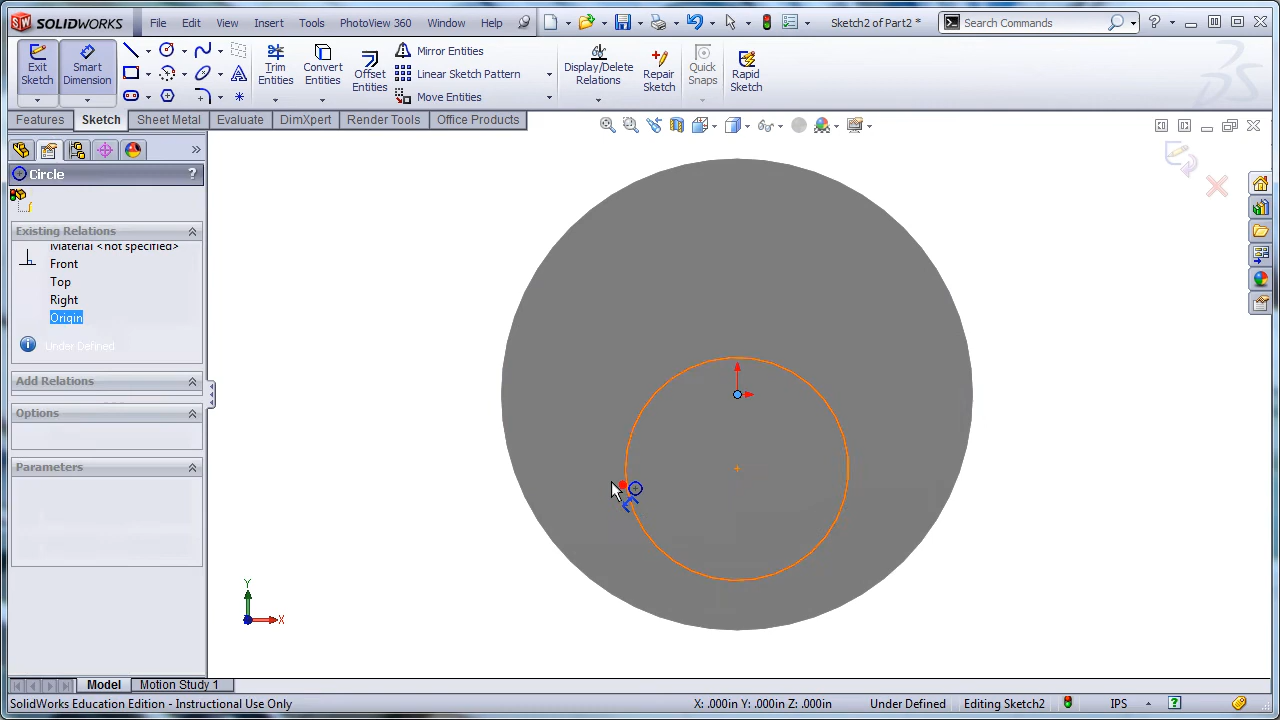 SOLIDWORKS File Edit View Insert Tools PhotoView 360 Window Help Sketch2 of Part2 * Search Commands ?
Exit Sketch
Smart Dimension
Trim Entities
Convert Entities
Offset Entities
Mirror Entities
Linear Sketch Pattern
Move Entities
Display/Delete Relations
Repair Sketch
Quick Snaps
Rapid Sketch
Features Sketch Sheet Metal Evaluate DimXpert Render Tools Office Products
Circle ?
Existing Relations
Material <not specified>
Front
Top
Right
Origin
Under Defined
Add Relations
Options
Parameters
Y
X
Model Motion Study 1
SolidWorks Education Edition - Instructional Use Only X: .000in Y: .000in Z: .000in Under Defined Editing Sketch2 IPS ?